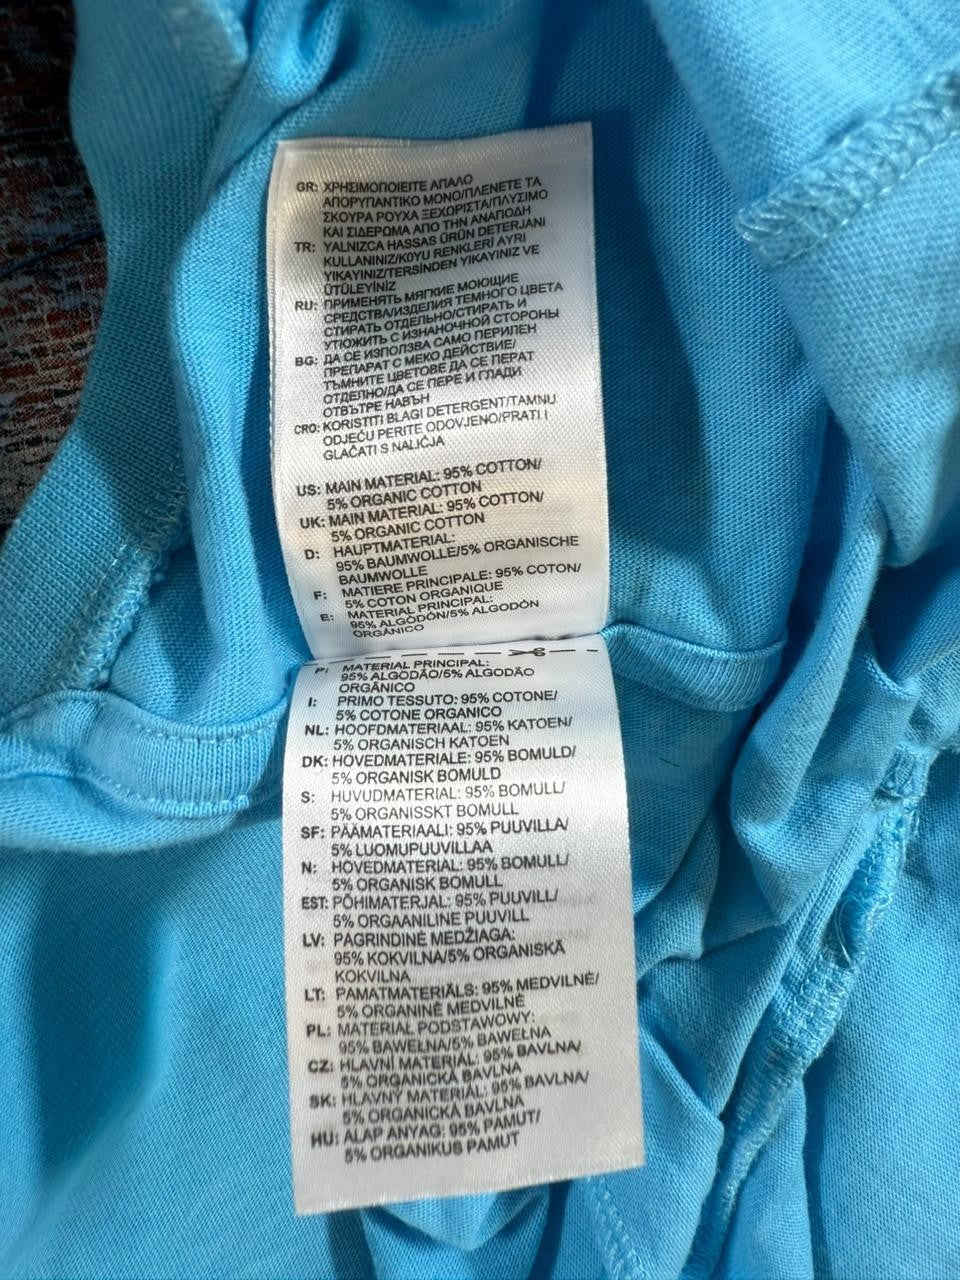 GR: ΧΡΗΣΙΜΟΠΟΙΕΙΤΕ ΑΠΑΛΟ
ΑΠΟΡΥΠΑΝΤΙΚΟ ΜΟΝΟ/ΠΛΕΝΕΤΕ ΤΑ
ΣΚΟΥΡΑ ΡΟΥΧΑ ΞΕΧΩΡΙΣΤΑ/ΠΛΥΣΙΜΟ
ΚΑΙ ΣΙΔΕΡΩΜΑ ΑΠΟ ΤΗΝ ΑΝΑΠΟΔΗ
TR: YALNIZCA HASSAS ÜRÜN DETERJANI
KULLANINIZ/KOYU RENKLERİ AYRI
YIKAYINIZ/TERSİNDEN YIKAYINIZ VE
ÜTÜLEYİNİZ
RU: ПРИМЕНЯТЬ МЯГКИЕ МОЮЩИЕ
СРЕДСТВА/ИЗДЕЛИЯ ТЕМНОГО ЦВЕТА
СТИРАТЬ ОТДЕЛЬНО/СТИРАТЬ И
УТЮЖИТЬ С ИЗНАНОЧНОЙ СТОРОНЫ
BG: ДА СЕ ИЗПОЛЗВА САМО ПЕРИЛЕН
ПРЕПАРАТ С МЕКО ДЕЙСТВИЕ/
ТЪМНИТЕ ЦВЕТОВЕ ДА СЕ ПЕРАТ
ОТДЕЛНО/ДА СЕ ПЕРЕ И ГЛАДИ
ОТВЪТРЕ НАВЪН
CRO: KORISTITI BLAGI DETERGENT/TAMNU
ODJEĆU PERITE ODOVJENO/PRATI I
GLAČATI S NALIČJA
US: MAIN MATERIAL: 95% COTTON/
5% ORGANIC COTTON
UK: MAIN MATERIAL: 95% COTTON/
5% ORGANIC COTTON
D: HAUPTMATERIAL:
95% BAUMWOLLE/5% ORGANISCHE
BAUMWOLLE
F: MATIERE PRINCIPALE: 95% COTON/
5% COTON ORGANIQUE
E: MATERIAL PRINCIPAL:
95% ALGODÓN/5% ALGODÓN
ORGÁNICO
P: MATERIAL PRINCIPAL:
95% ALGODÃO/5% ALGODÃO
ORGÂNICO
I: PRIMO TESSUTO: 95% COTONE/
5% COTONE ORGANICO
NL: HOOFDMATERIAAL: 95% KATOEN/
5% ORGANISCH KATOEN
DK: HOVEDMATERIALE: 95% BOMULD/
5% ORGANISK BOMULD
S: HUVUDMATERIAL: 95% BOMULL/
5% ORGANISSKT BOMULL
SF: PÄÄMATERIAALI: 95% PUUVILLA/
5% LUOMUPUUVILLAA
N: HOVEDMATERIAL: 95% BOMULL/
5% ORGANISK BOMULL
EST: PÕHIMATERJAL: 95% PUUVILL/
5% ORGAANILINE PUUVILL
LV: PAGRINDINĖ MEDŽIAGA:
95% KOKVILNA/5% ORGANISKĀ
KOKVILNA
LT: PAMATMATERIĀLS: 95% MEDVILNĖ/
5% ORGANINĖ MEDVILNĖ
PL: MATERIAŁ PODSTAWOWY:
95% BAWEŁNA/5% BAWEŁNA
CZ: HLAVNÍ MATERIÁL: 95% BAVLNA/
5% ORGANICKÁ BAVLNA
SK: HLAVNÝ MATERIÁL: 95% BAVLNA/
5% ORGANICKÁ BAVLNA
HU: ALAP ANYAG: 95% PAMUT/
5% ORGANIKUS PAMUT